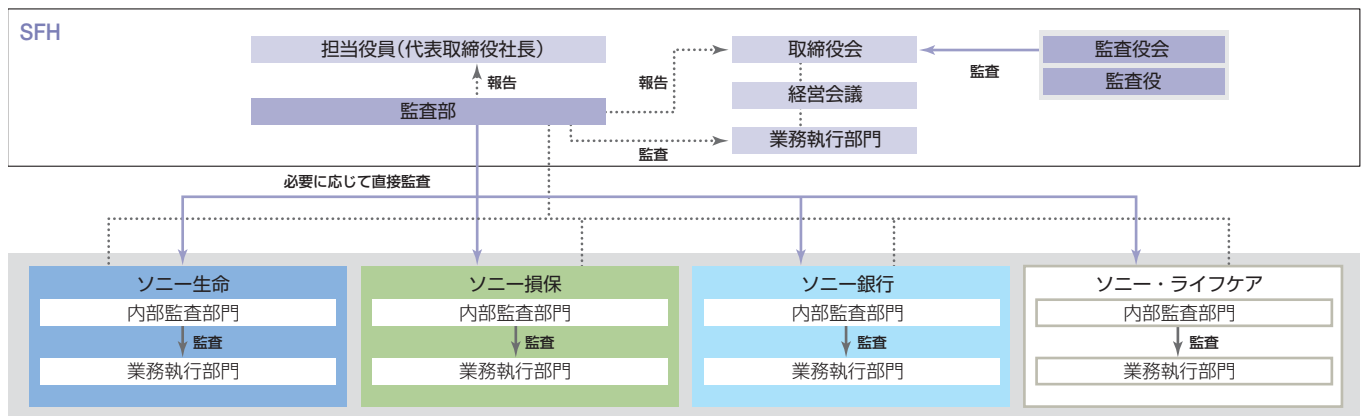 SFH
担当役員(代表取締役社長)
取締役会
監査役会
監査
報告
報告
監査役
経営会議
監査部
業務執行部門
監査
必要に応じて直接監査
ソニー生命
内部監査部門
監査
業務執行部門
ソニー損保
内部監査部門
監査
業務執行部門
ソニー銀行
内部監査部門
監査
業務執行部門
ソニー・ライフケア
内部監査部門
監査
業務執行部門